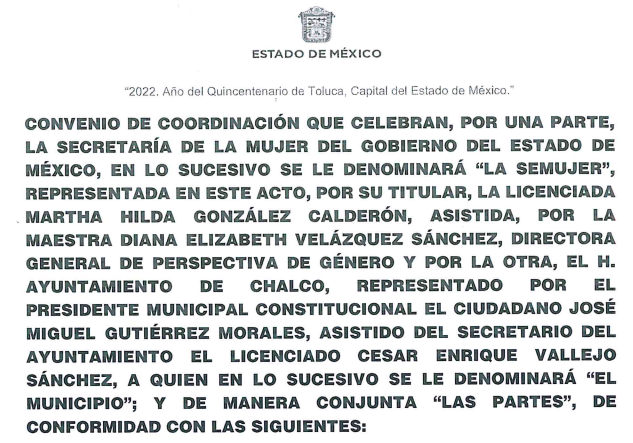 ESTADO DE MÉXICO
"2022. Año del Quincentenario de Toluca, Capital del Estado de México."
CONVENIO DE COORDINACIÓN QUE CELEBRAN, POR UNA PARTE,
LA SECRETARÍA DE LA MUJER DEL GOBIERNO DEL ESTADO DE
MÉXICO, EN LO SUCESIVO SE LE DENOMINARÁ "LA SEMUJER",
REPRESENTADA EN ESTE ACTO, POR SU TITULAR, LA LICENCIADA
MARTHA HILDA GONZÁLEZ CALDERÓN, ASISTIDA, POR LA
MAESTRA DIANA ELIZABETH VELÁZQUEZ SÁNCHEZ, DIRECTORA
GENERAL DE PERSPECTIVA DE GÉNERO Y POR LA OTRA, EL H.
AYUNTAMIENTO DE CHALCO, REPRESENTADO POR EL
PRESIDENTE MUNICIPAL CONSTITUCIONAL EL CIUDADANO JOSÉ
MIGUEL GUTIÉRREZ MORALES, ASISTIDO DEL SECRETARIO DEL
AYUNTAMIENTO EL LICENCIADO CESAR ENRIQUE VALLEJO
SÁNCHEZ, A QUIEN EN LO SUCESIVO SE LE DENOMINARÁ "EL
MUNICIPIO"; Y DE MANERA CONJUNTA "LAS PARTES", DE
CONFORMIDAD CON LAS SIGUIENTES: